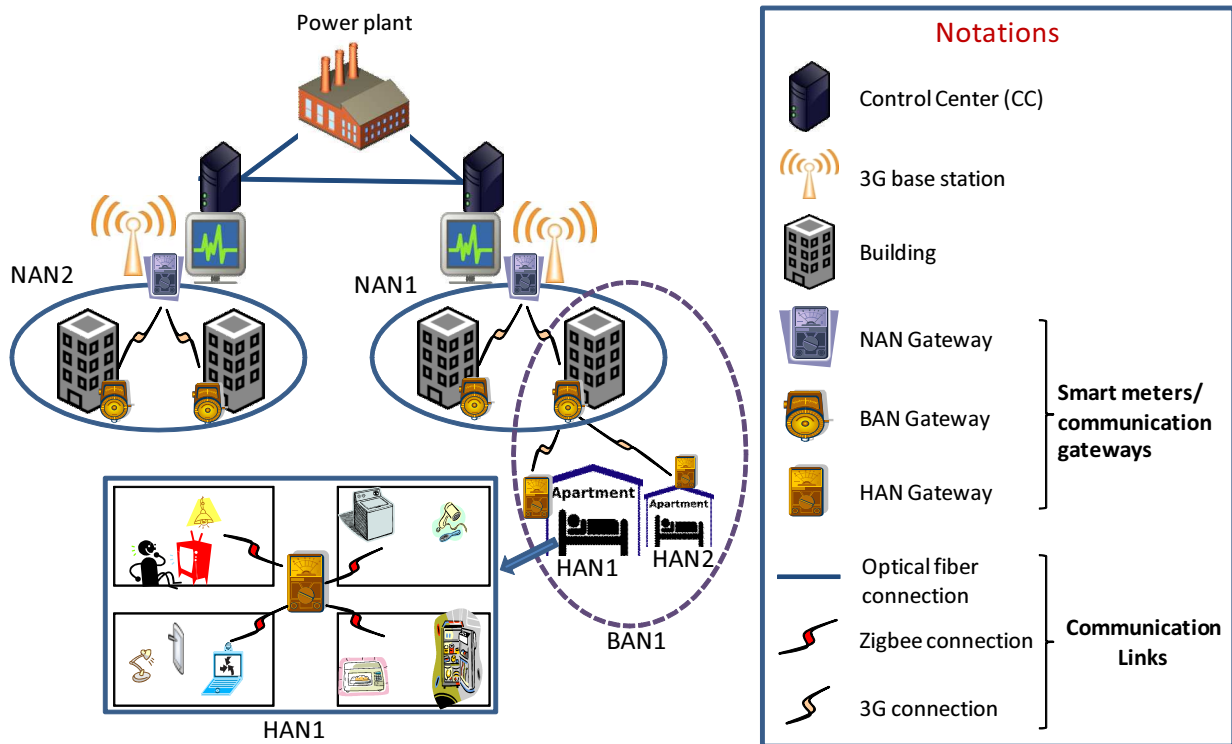 Power plant
NAN2
NAN1
Apartment
Apartment
HAN1
HAN2
BAN1
HAN1
Notations
Control Center (CC)
3G base station
Building
NAN Gateway
BAN Gateway
HAN Gateway
Smart meters/
communication
gateways
Optical fiber
connection
Zigbee connection
3G connection
Communication
Links